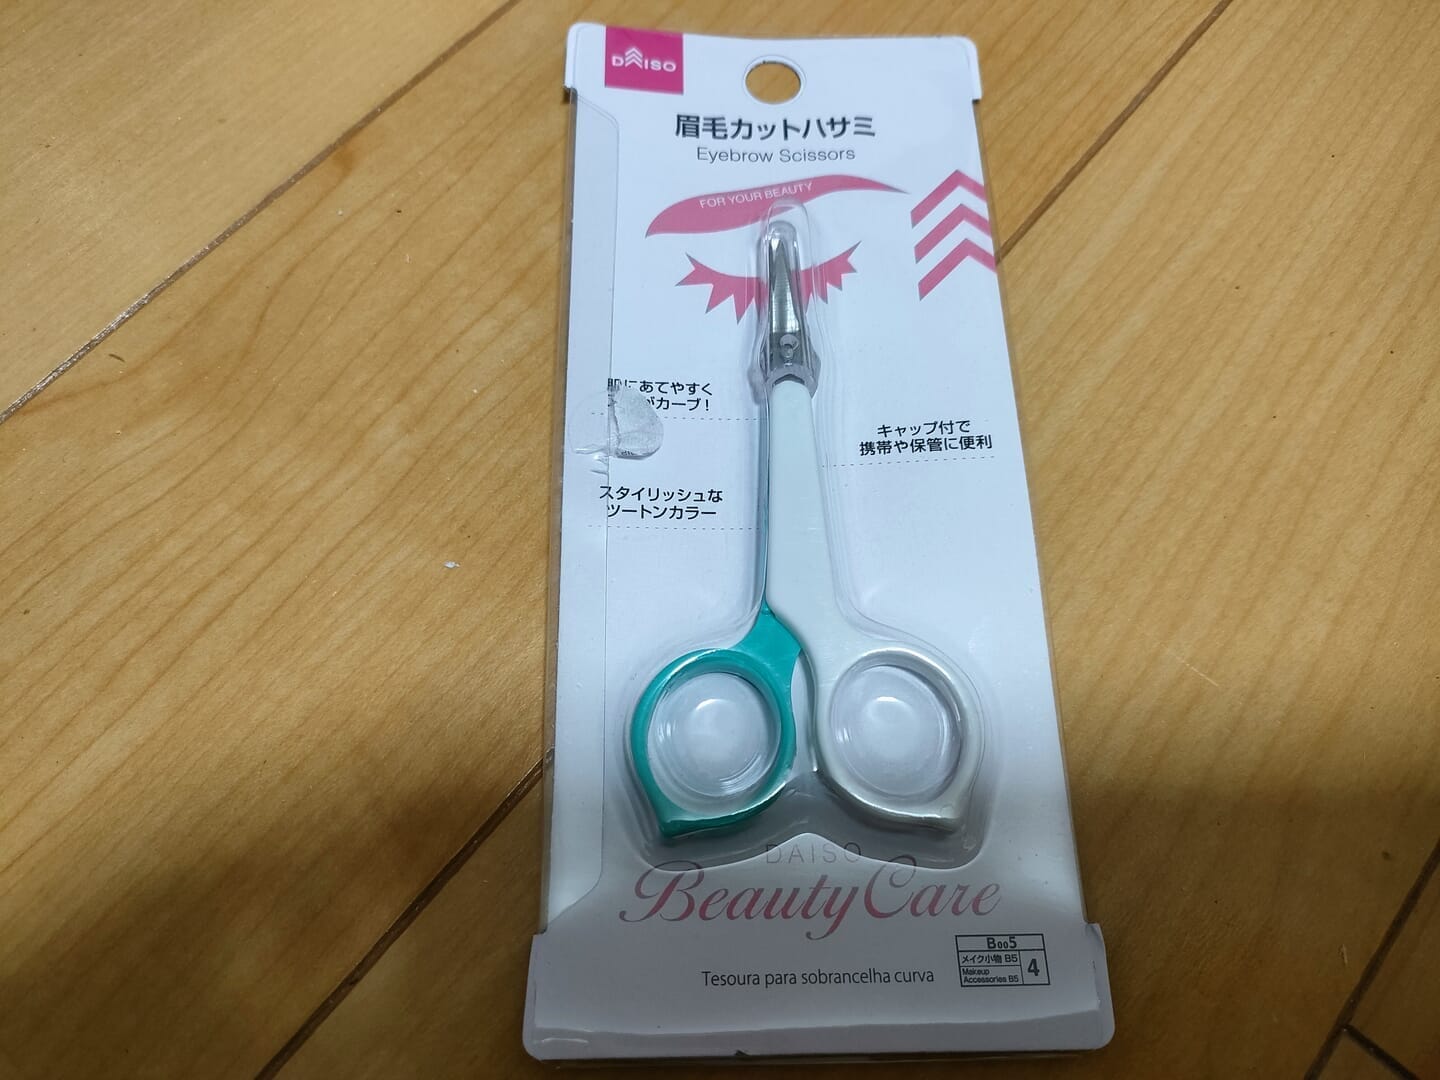 DAISO
眉毛カットハサミ
Eyebrow Scissors
FOR YOUR BEAUTY
肌にあてやすく
がカーブ!
キャップ付で
携帯や保管に便利
スタイリッシュな
ツートンカラー
DAISO
Beauty Care
Tesoura para sobrancelha curva
B005
メイク小物 B5
Makeup
Accessories B5
4